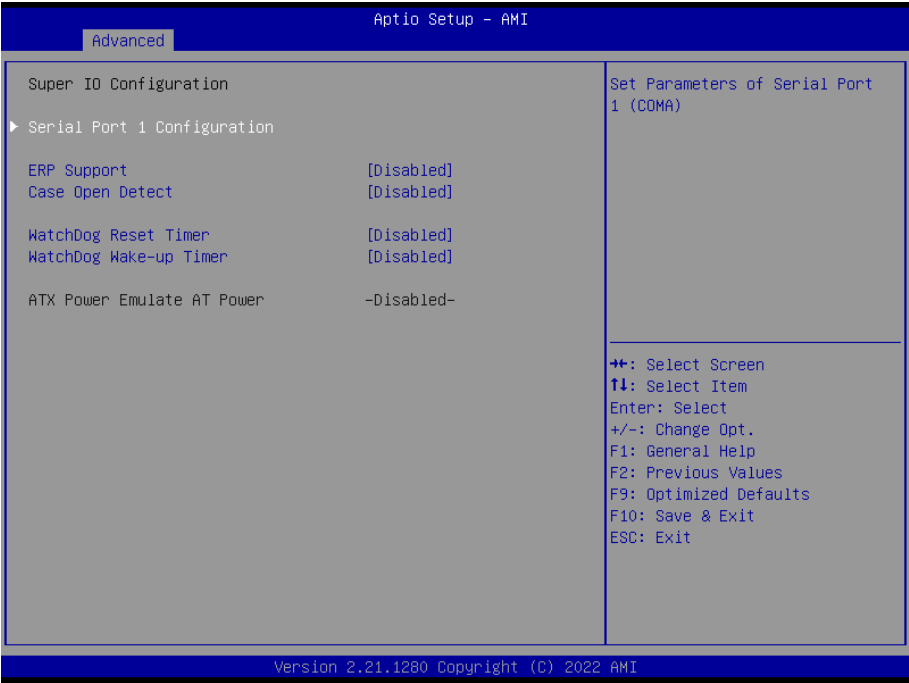 Aptio Setup – AMI
Advanced
Super IO Configuration
Serial Port 1 Configuration
ERP Support [Disabled]
Case Open Detect [Disabled]
WatchDog Reset Timer [Disabled]
WatchDog Wake-up Timer [Disabled]
ATX Power Emulate AT Power -Disabled-
Set Parameters of Serial Port
1 (COMA)
→←: Select Screen
↑↓: Select Item
Enter: Select
+/-: Change Opt.
F1: General Help
F2: Previous Values
F9: Optimized Defaults
F10: Save & Exit
ESC: Exit
Version 2.21.1280 Copyright (C) 2022 AMI